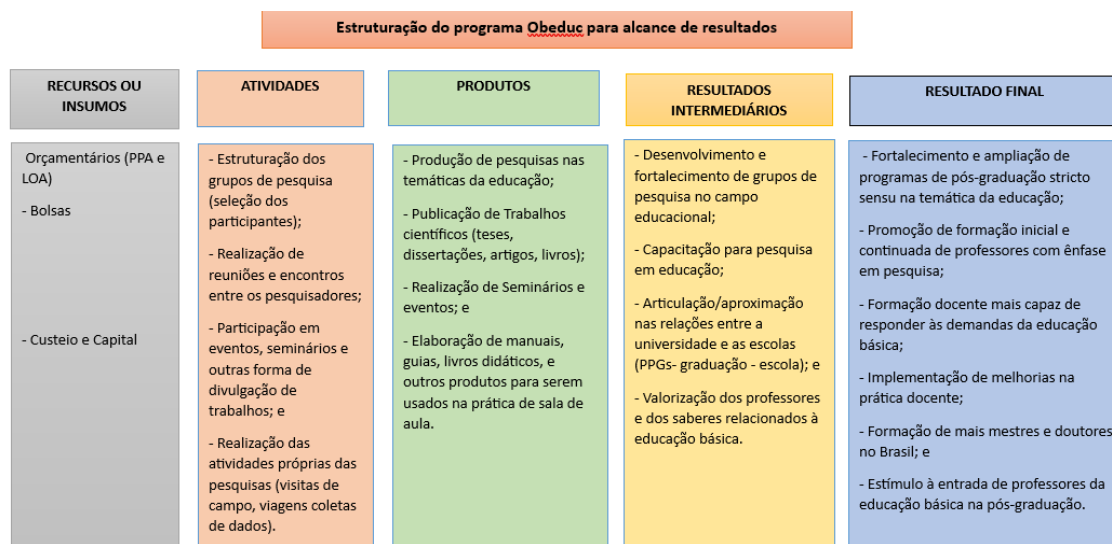 Estruturação do programa Obeduc para alcance de resultados
RECURSOS OU
INSUMOS
Orçamentários (PPA e
LOA)
- Bolsas
- Custeio e Capital
ATIVIDADES
- Estruturação dos
grupos de pesquisa
(seleção dos
participantes);
- Realização de
reuniões e encontros
entre os pesquisadores;
- Participação em
eventos, seminários e
outras forma de
divulgação de
trabalhos; e
- Realização das
atividades próprias das
pesquisas (visitas de
campo, viagens coletas
de dados).
PRODUTOS
- Produção de pesquisas nas
temáticas da educação;
- Publicação de Trabalhos
científicos (teses,
dissertações, artigos, livros);
- Realização de Seminários e
eventos; e
- Elaboração de manuais,
guias, livros didáticos, e
outros produtos para serem
usados na prática de sala de
aula.
RESULTADOS
INTERMEDIÁRIOS
- Desenvolvimento e
fortalecimento de grupos de
pesquisa no campo
educacional;
- Capacitação para pesquisa
em educação;
- Articulação/aproximação
nas relações entre a
universidade e as escolas
(PPGs- graduação - escola); e
- Valorização dos professores
e dos saberes relacionados à
educação básica.
RESULTADO FINAL
- Fortalecimento e ampliação de
programas de pós-graduação stricto
sensu na temática da educação;
- Promoção de formação inicial e
continuada de professores com ênfase
em pesquisa;
- Formação docente mais capaz de
responder às demandas da educação
básica;
- Implementação de melhorias na
prática docente;
- Formação de mais mestres e doutores
no Brasil; e
- Estímulo à entrada de professores da
educação básica na pós-graduação.